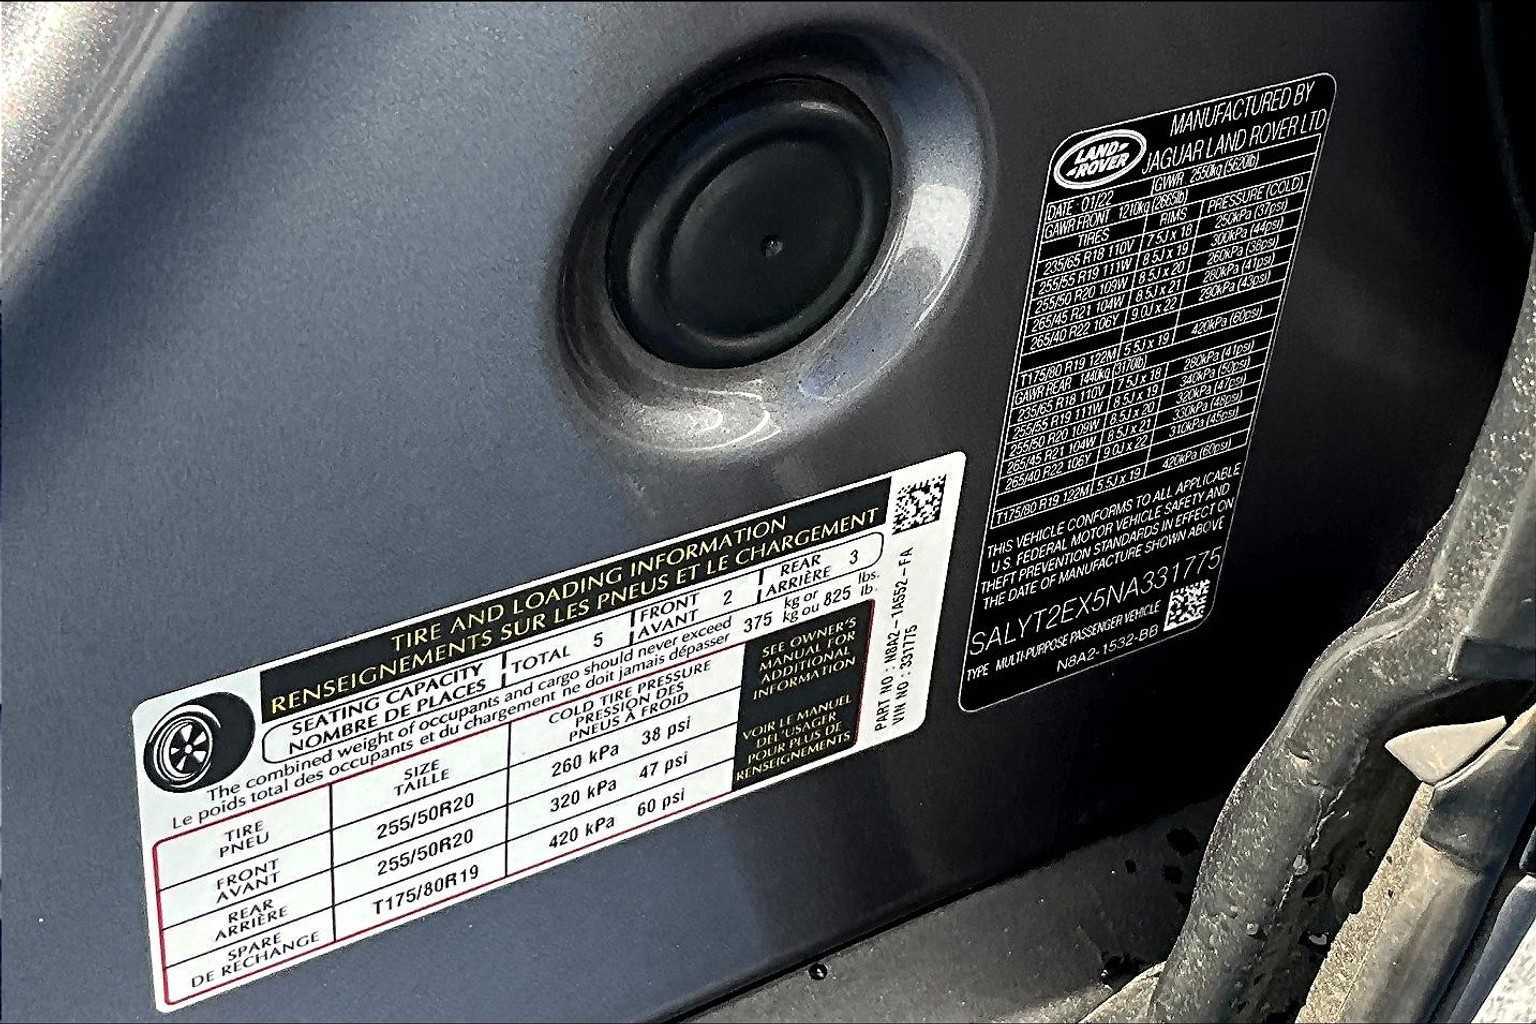 TIRE AND LOADING INFORMATION
RENSEIGNEMENTS SUR LES PNEUS ET LE CHARGEMENT
SEATING CAPACITY
NOMBRE DE PLACES
TOTAL 5
FRONT
AVANT 2
REAR
ARRIÈRE 3
The combined weight of occupants and cargo should never exceed 375 kg or 825 lbs.
Le poids total des occupants et du chargement ne doit jamais dépasser kg ou lb.
TIRE
PNEU
SIZE
TAILLE
COLD TIRE PRESSURE
PRESSION DES
PNEUS À FROID
FRONT
AVANT
255/50R20
260 kPa 38 psi
REAR
ARRIÈRE
255/50R20
320 kPa 47 psi
SPARE
DE RECHANGE
T175/80R19
420 kPa 60 psi
SEE OWNER'S
MANUAL FOR
ADDITIONAL
INFORMATION
VOIR LE MANUEL
DEL'USAGER
POUR PLUS DE
RENSEIGNEMENTS
PART NO : N8A2-1A552-FA
VIN NO : 331775
LAND-
-ROVER
MANUFACTURED BY
JAGUAR LAND ROVER LTD
DATE 01/22 GVWR 2550kg (5620lb)
GAWR FRONT 1210kg (2665lb)
TIRES RIMS PRESSURE (COLD)
235/65 R18 110V 7.5J x 18 250kPa (37psi)
255/55 R19 111W 8.5J x 19 300kPa (44psi)
255/50 R20 109W 8.5J x 20 260kPa (38psi)
265/45 R21 104W 8.5J x 21 280kPa (41psi)
265/40 R22 106Y 9.0J x 22 290kPa (43psi)
T175/80 R19 122M 5.5J x 19 420kPa (60psi)
GAWR REAR 1440kg (3170lb)
235/65 R18 110V 7.5J x 18 280kPa (41psi)
255/55 R19 111W 8.5J x 19 340kPa (50psi)
255/50 R20 109W 8.5J x 20 320kPa (47psi)
265/45 R21 104W 8.5J x 21 330kPa (48psi)
265/40 R22 106Y 9.0J x 22 310kPa (45psi)
T175/80 R19 122M 5.5J x 19 420kPa (60psi)
THIS VEHICLE CONFORMS TO ALL APPLICABLE
U.S. FEDERAL MOTOR VEHICLE SAFETY AND
THEFT PREVENTION STANDARDS IN EFFECT ON
THE DATE OF MANUFACTURE SHOWN ABOVE
SALYT2EX5NA331775
TYPE MULTI-PURPOSE PASSENGER VEHICLE
N8A2-1532-BB